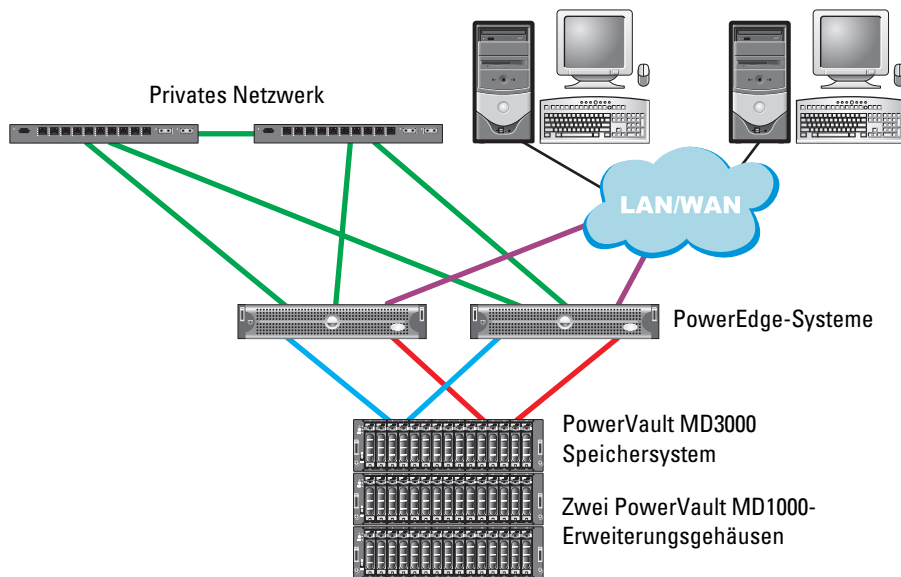 Privates Netzwerk
LAN/WAN
PowerEdge-Systeme
PowerVault MD3000
Speichersystem
Zwei PowerVault MD1000-
Erweiterungsgehäusen